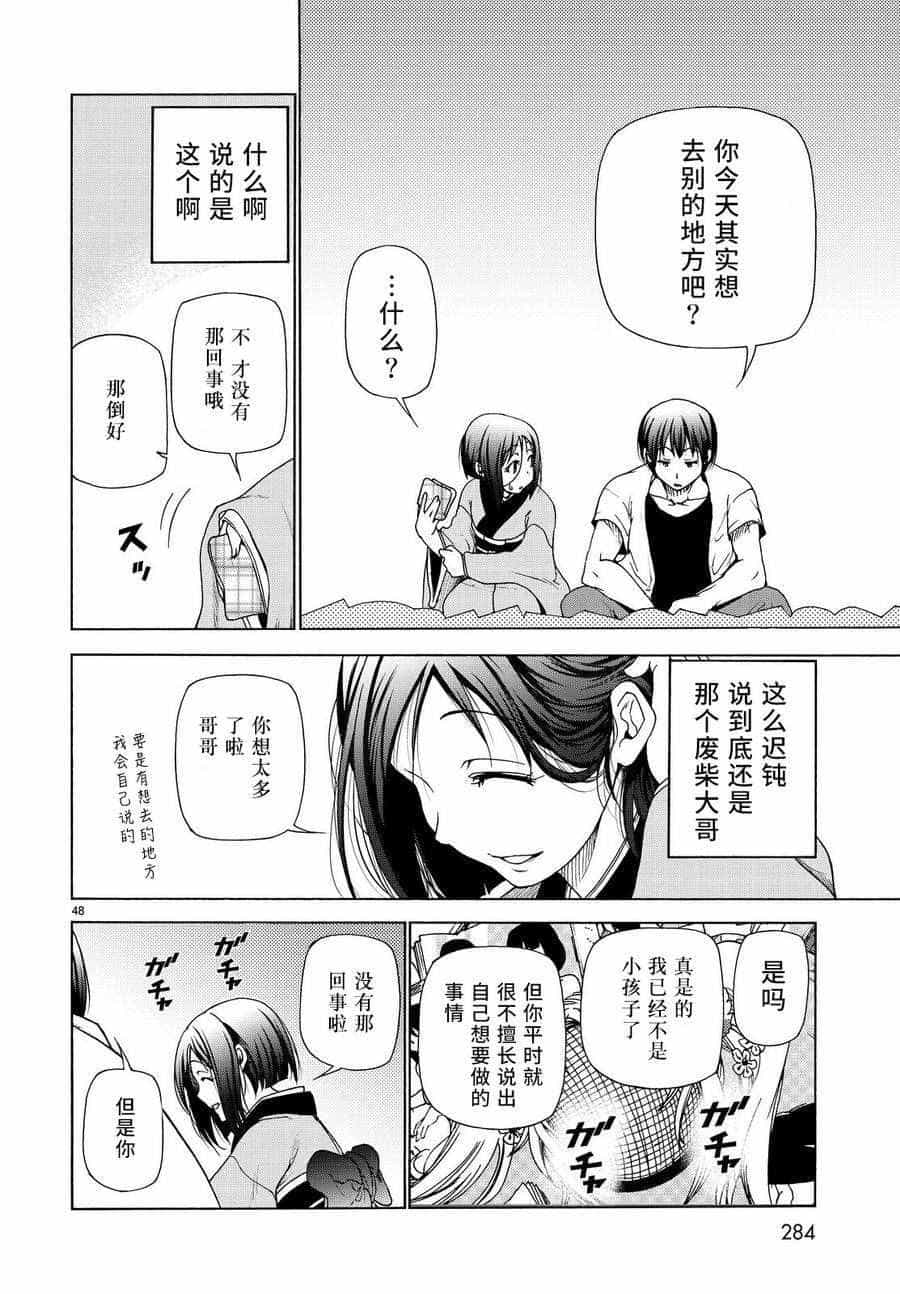 你今天其实想
去别的地方吧？
…什么？
什么啊
说的是
这个啊
不 才没有
那回事哦
那倒好
スッ
这么迟钝
说到底还是
那个废柴大哥
你想太多
了啦
哥哥
要是有想去的地方
我会自己说的
48
是吗
真是的
我已经不是
小孩子了
但你平时就
很不擅长说出
自己想要做的
事情
ガチャ
ガチャ
没有那
回事啦
ガチャ
ガチャ
但是你
284